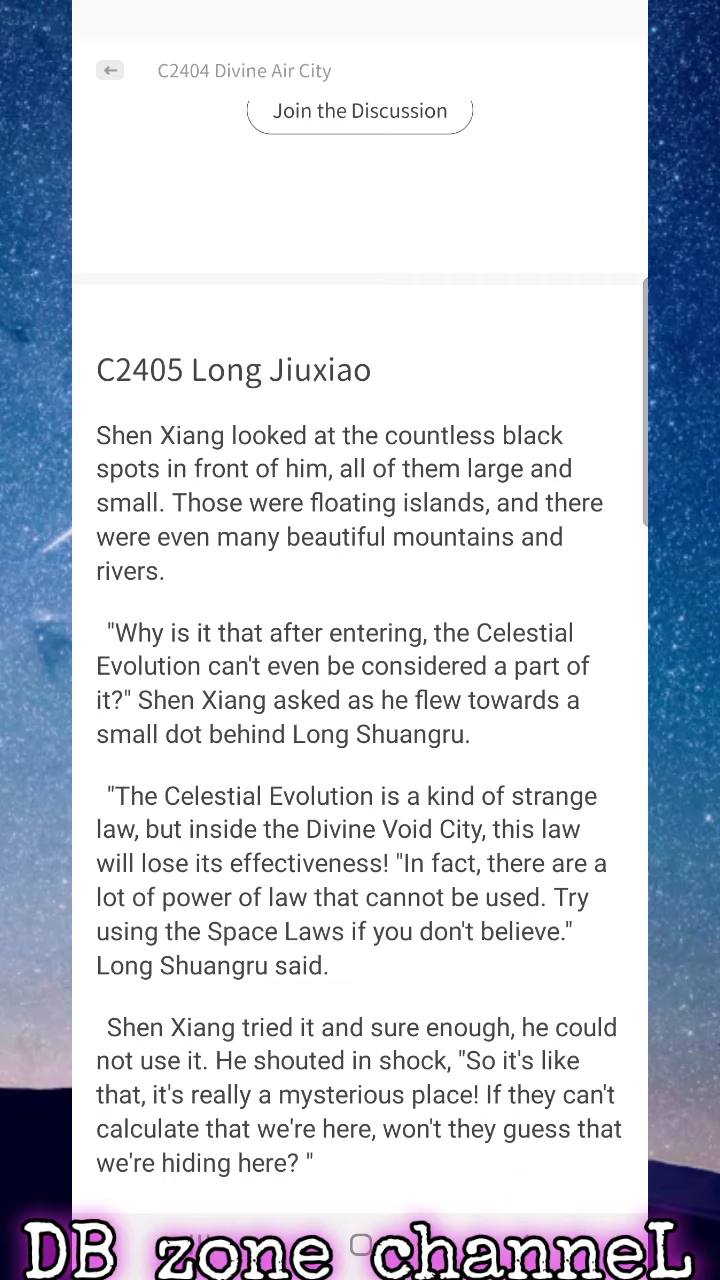 C2404 Divine Air City
Join the Discussion
C2405 Long Jiuxiao
Shen Xiang looked at the countless black
spots in front of him, all of them large and
small. Those were floating islands, and there
were even many beautiful mountains and
rivers.
"Why is it that after entering, the Celestial
Evolution can't even be considered a part of
it?" Shen Xiang asked as he flew towards a
small dot behind Long Shuangru.
"The Celestial Evolution is a kind of strange
law, but inside the Divine Void City, this law
will lose its effectiveness! "In fact, there are a
lot of power of law that cannot be used. Try
using the Space Laws if you don't believe."
Long Shuangru said.
Shen Xiang tried it and sure enough, he could
not use it. He shouted in shock, "So it's like
that, it's really a mysterious place! If they can't
calculate that we're here, won't they guess that
we're hiding here? "
DB zone channeL